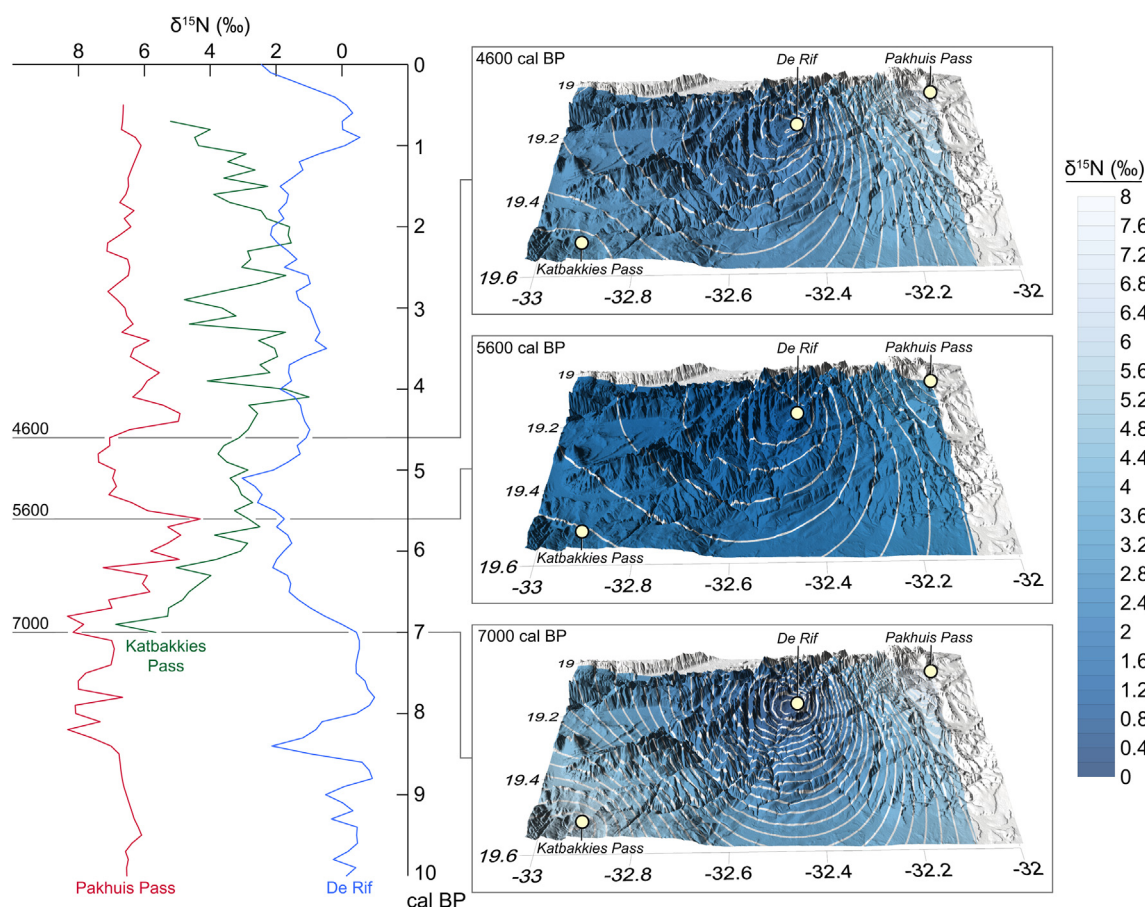 δ¹⁵N (‰)
8 6 4 2 0
0
1
2
3
4
5
6
7
8
9
10
cal BP
4600
5600
7000
Katbakkies
Pass
Pakhuis Pass
De Rif
4600 cal BP
De Rif
Pakhuis Pass
Katbakkies Pass
19
19.2
19.4
19.6
-33 -32.8 -32.6 -32.4 -32.2 -32
5600 cal BP
De Rif
Pakhuis Pass
Katbakkies Pass
19
19.2
19.4
19.6
-33 -32.8 -32.6 -32.4 -32.2 -32
7000 cal BP
De Rif
Pakhuis Pass
Katbakkies Pass
19
19.2
19.4
19.6
-33 -32.8 -32.6 -32.4 -32.2 -32
δ¹⁵N (‰)
8
7.6
7.2
6.8
6.4
6
5.6
5.2
4.8
4.4
4
3.6
3.2
2.8
2.4
2
1.6
1.2
0.8
0.4
0